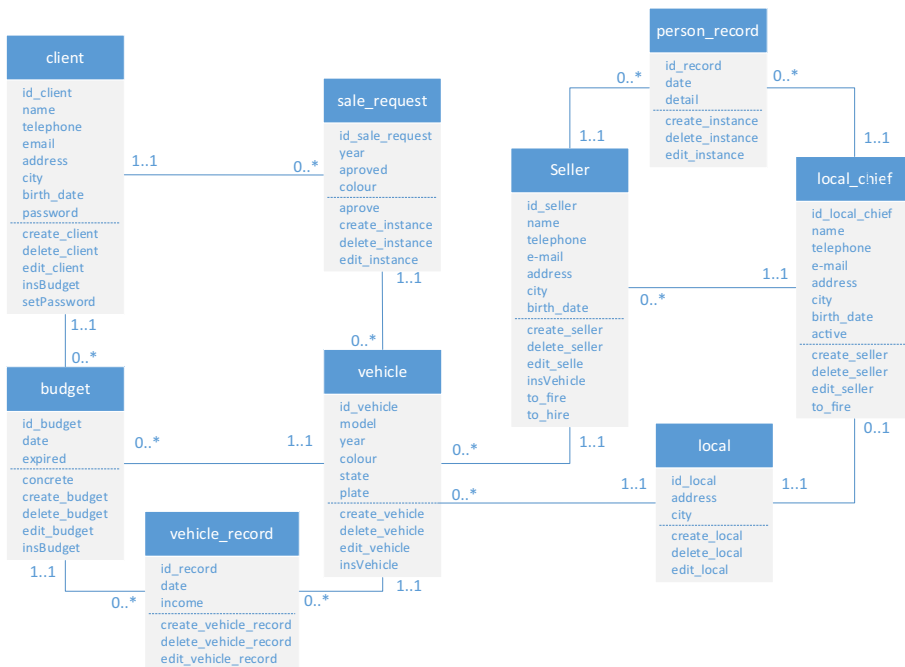 client
id_client
name
telephone
email
address
city
birth_date
password
create_client
delete_client
edit_client
insBudget
setPassword
1..1
0..*
sale_request
id_sale_request
year
aproved
colour
aprove
create_instance
delete_instance
edit_instance
1..1
0..*
person_record
id_record
date
detail
create_instance
delete_instance
edit_instance
0..*
0..*
1..1
1..1
Seller
id_seller
name
telephone
e-mail
address
city
birth_date
create_seller
delete_seller
edit_selle
insVehicle
to_fire
to_hire
0..*
1..1
local_chief
id_local_chief
name
telephone
e-mail
address
city
birth_date
active
create_seller
delete_seller
edit_seller
to_fire
0..1
1..1
0..*
budget
id_budget
date
expired
concrete
create_budget
delete_budget
edit_budget
insBudget
0..*
1..1
vehicle
id_vehicle
model
year
colour
state
plate
create_vehicle
delete_vehicle
edit_vehicle
insVehicle
1..1
0..*
0..*
1..1
local
id_local
address
city
create_local
delete_local
edit_local
1..1
vehicle_record
id_record
date
income
create_vehicle_record
delete_vehicle_record
edit_vehicle_record
1..1
0..*
0..*
1..1